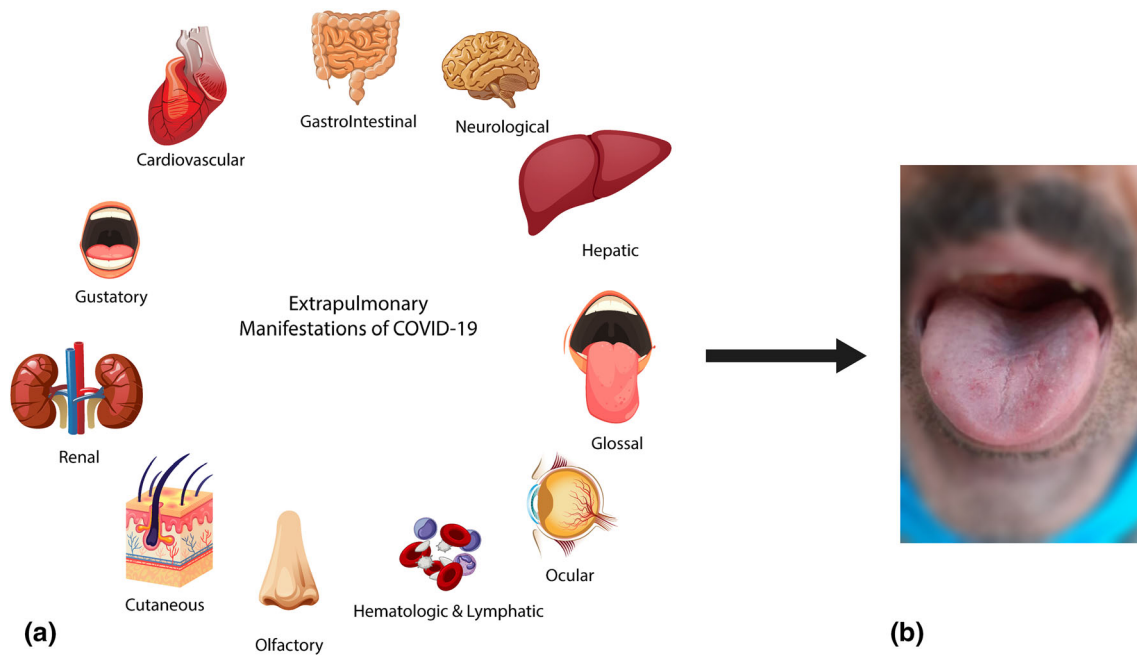 GastroIntestinal
Neurological
Cardiovascular
Hepatic
Gustatory
Extrapulmonary
Manifestations of COVID-19
Glossal
Renal
Ocular
Cutaneous
Hematologic & Lymphatic
Olfactory
(a)
(b)